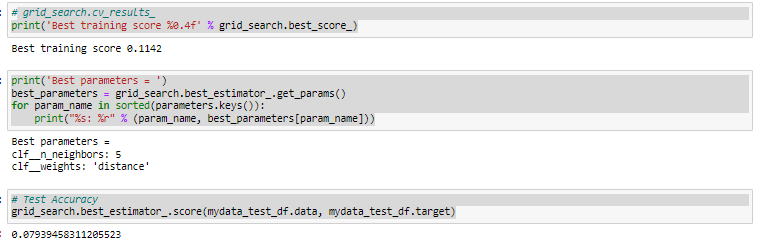 # grid_search.cv_results_
print('Best training score %0.4f' % grid_search.best_score_)
Best training score 0.1142
print('Best parameters = ')
best_parameters = grid_search.best_estimator_.get_params()
for param_name in sorted(parameters.keys()):
    print("%s: %r" % (param_name, best_parameters[param_name]))
Best parameters =
clf__n_neighbors: 5
clf__weights: 'distance'
# Test Accuracy
grid_search.best_estimator_.score(mydata_test_df.data, mydata_test_df.target)
0.07939458311205523